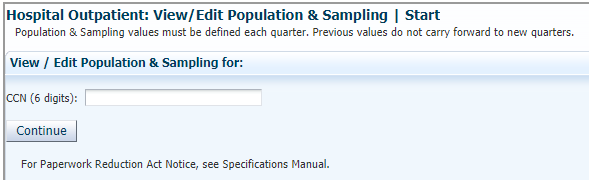 Hospital Outpatient: View/Edit Population & Sampling | Start
Population & Sampling values must be defined each quarter. Previous values do not carry forward to new quarters.
View / Edit Population & Sampling for:
CCN (6 digits):
Continue
For Paperwork Reduction Act Notice, see Specifications Manual.